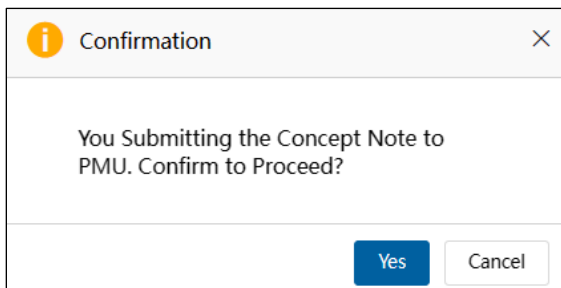 Confirmation
You Submitting the Concept Note to
PMU. Confirm to Proceed?
Yes Cancel